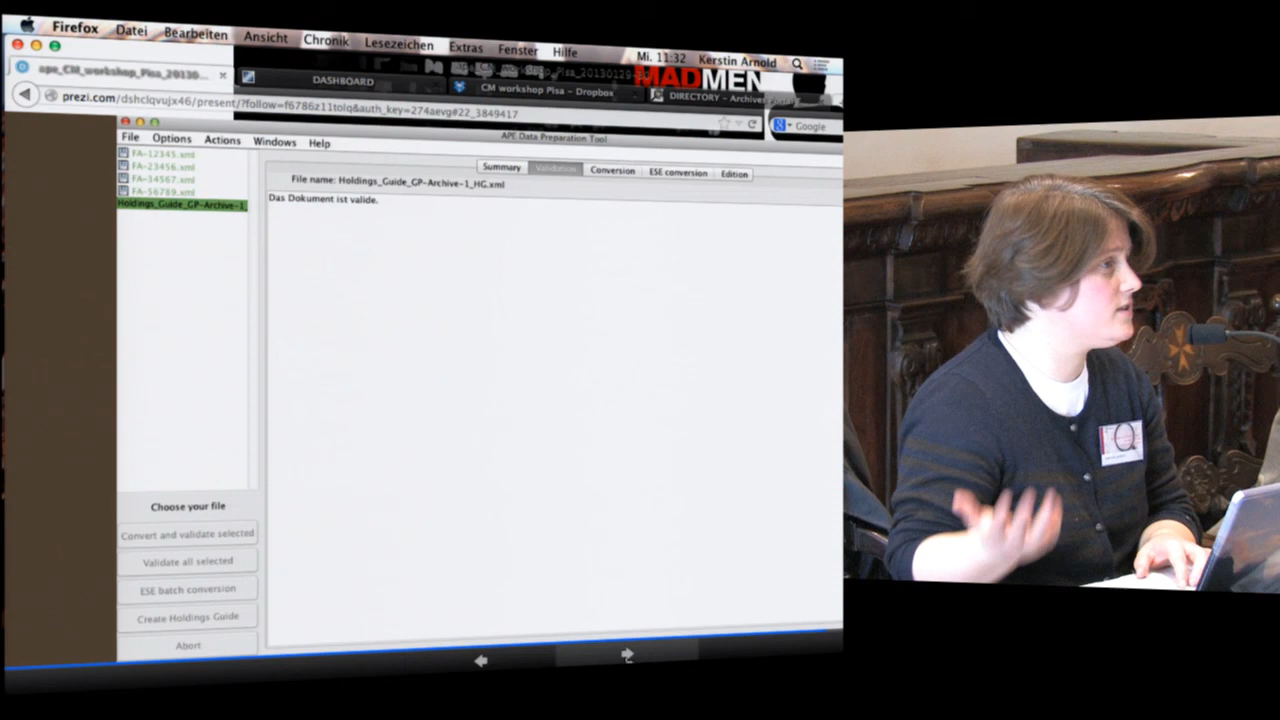 Firefox Datei Bearbeiten Ansicht Chronik Lesezeichen Extras Fenster Hilfe
Mi. 11:32 Kerstin Arnold
ape_CM_workshop_Pisa_20130...
DASHBOARD
CM workshop Pisa - Dropbox
MADMEN
DIRECTORY - Archives Portal
prezi.com/dshclqvujx46/present/?follow=f6786z11tolq&auth_key=274aevg#22_3849417
Google
APE Data Preparation Tool
File Options Actions Windows Help
FA-12345.xml
FA-23456.xml
FA-34567.xml
FA-56789.xml
Holdings_Guide_GP-Archive-1_
Summary Validation Conversion ESE conversion Edition
File name: Holdings_Guide_GP-Archive-1_HG.xml
Das Dokument ist valide.
Choose your file
Convert and validate selected
Validate all selected
ESE batch conversion
Create Holdings Guide
Abort